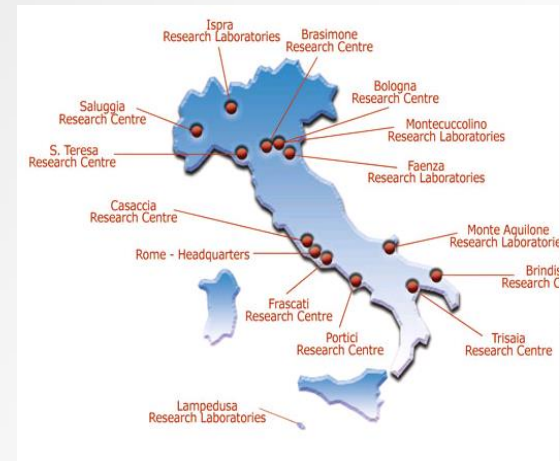 Ispra
Research Laboratories
Brasimone
Research Centre
Bologna
Research Centre
Saluggia
Research Centre
Montecuccolino
Research Laboratories
S. Teresa
Research Centre
Faenza
Research Laboratories
Casaccia
Research Centre
Monte Aquilone
Research Laboratorie
Rome - Headquarters
Brindis
Research C
Frascati
Research Centre
Portici
Research Centre
Trisaia
Research Centre
Lampedusa
Research Laboratories